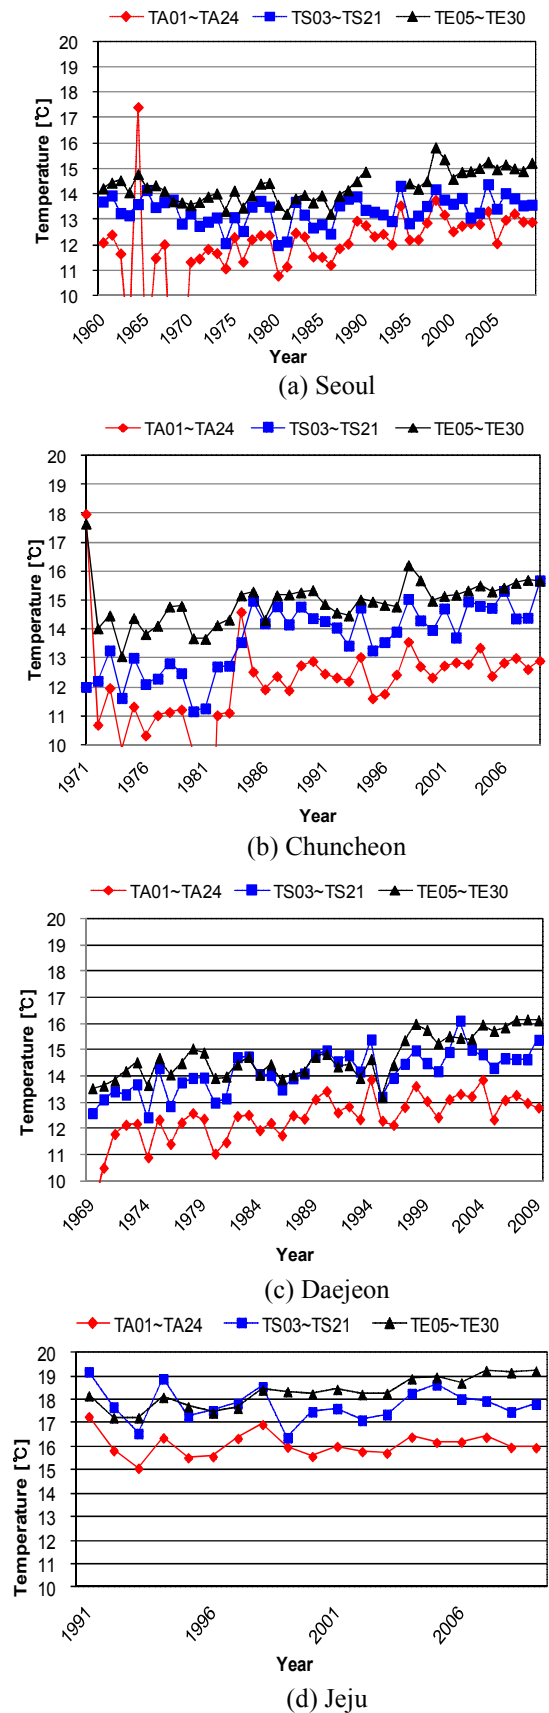 TA01~TA24 TS03~TS21 TE05~TE30
20
19
18
17
16
15
14
13
12
11
10
Temperature [℃]
1960 1965 1970 1975 1980 1985 1990 1995 2000 2005
Year
(a) Seoul
TA01~TA24 TS03~TS21 TE05~TE30
20
19
18
17
16
15
14
13
12
11
10
Temperature [℃]
1971 1976 1981 1986 1991 1996 2001 2006
Year
(b) Chuncheon
TA01~TA24 TS03~TS21 TE05~TE30
20
19
18
17
16
15
14
13
12
11
10
Temperature [℃]
1969 1974 1979 1984 1989 1994 1999 2004 2009
Year
(c) Daejeon
TA01~TA24 TS03~TS21 TE05~TE30
20
19
18
17
16
15
14
13
12
11
10
Temperature [℃]
1991 1996 2001 2006
Year
(d) Jeju